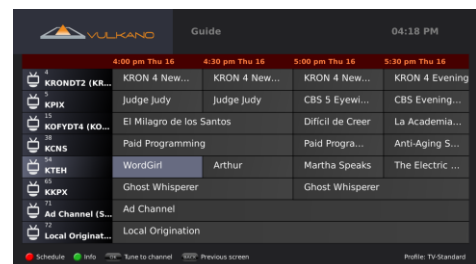 VULKANO Guide 04:18 PM
4:00 pm Thu 16 4:30 pm Thu 16 5:00 pm Thu 16 5:30 pm Thu 16
4
KRONDT2 (KR... KRON 4 New... KRON 4 New... KRON 4 New... KRON 4 Evening
5
KPIX Judge Judy Judge Judy CBS 5 Eyewi... CBS Evening...
15
KOFYDT4 (KO... El Milagro de los Santos Difícil de Creer La Academia...
38
KCNS Paid Programming Paid Progra... Anti-Aging S...
54
KTEH WordGirl Arthur Martha Speaks The Electric ...
65
KKPX Ghost Whisperer Ghost Whisperer
71
Ad Channel (S... Ad Channel
72
Local Originat... Local Origination
Schedule Info Tune to channel Previous screen Profile: TV-Standard